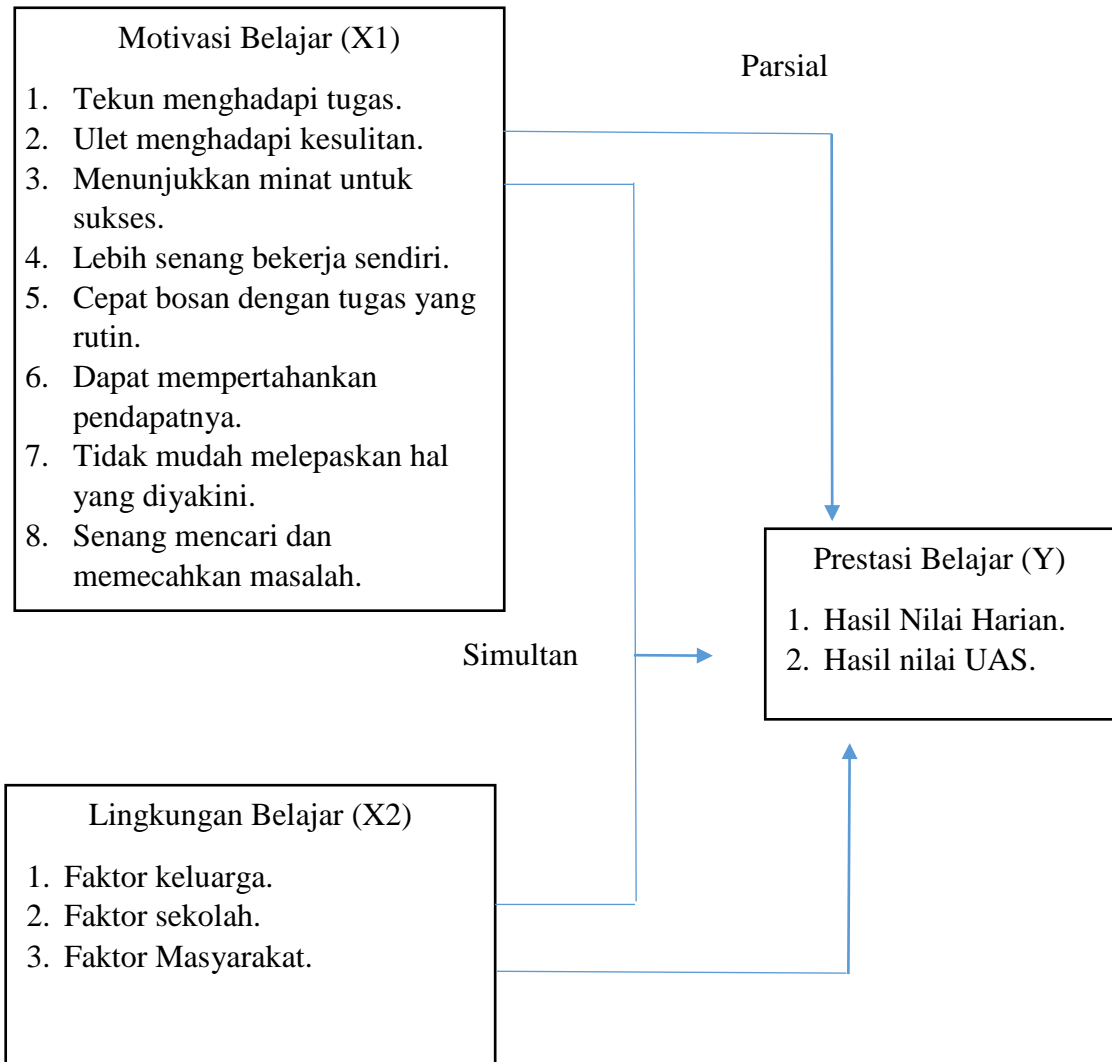 Motivasi Belajar (X1)
1. Tekun menghadapi tugas.
2. Ulet menghadapi kesulitan.
3. Menunjukkan minat untuk
sukses.
4. Lebih senang bekerja sendiri.
5. Cepat bosan dengan tugas yang
rutin.
6. Dapat mempertahankan
pendapatnya.
7. Tidak mudah melepaskan hal
yang diyakini.
8. Senang mencari dan
memecahkan masalah.
Parsial
Prestasi Belajar (Y)
1. Hasil Nilai Harian.
2. Hasil nilai UAS.
Simultan
Lingkungan Belajar (X2)
1. Faktor keluarga.
2. Faktor sekolah.
3. Faktor Masyarakat.